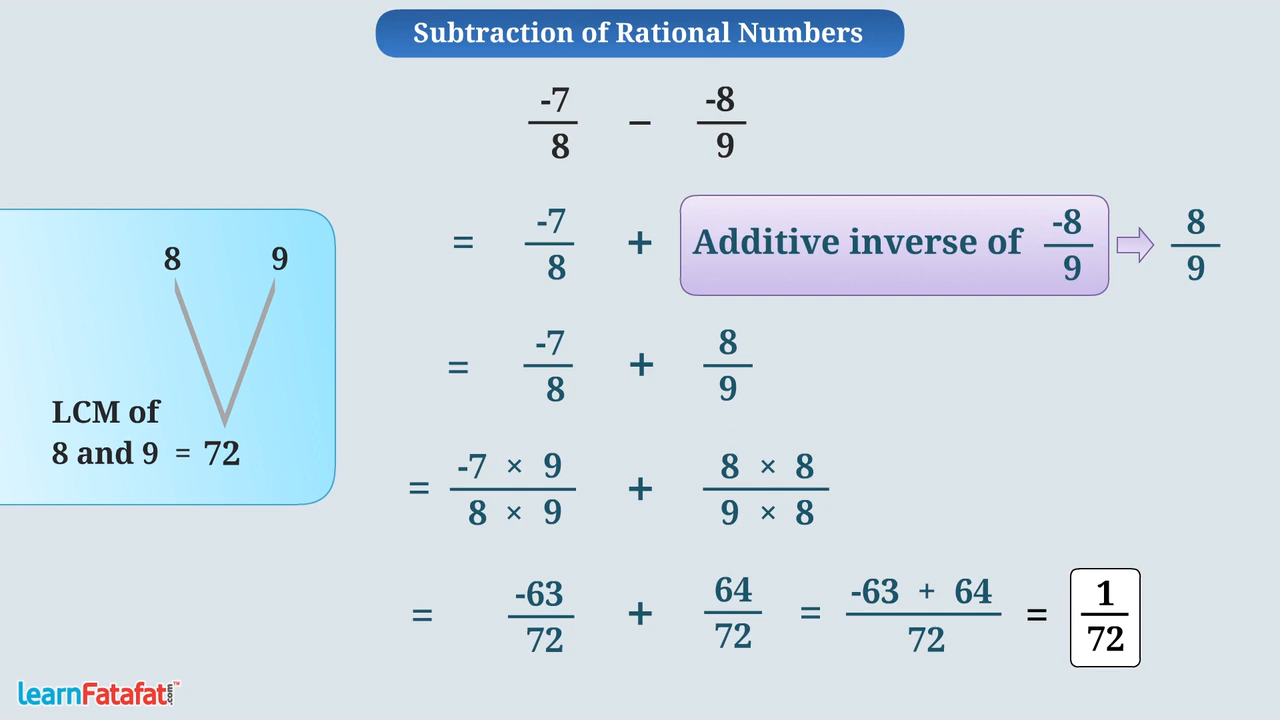 Subtraction of Rational Numbers
-7/8 – -8/9
= -7/8 + Additive inverse of -8/9 ⇒ 8/9
= -7/8 + 8/9
8 9
LCM of
8 and 9 = 72
= -7 × 9 / 8 × 9 + 8 × 8 / 9 × 8
= -63/72 + 64/72 = -63 + 64 / 72 = 1/72
learnFatafat.com™